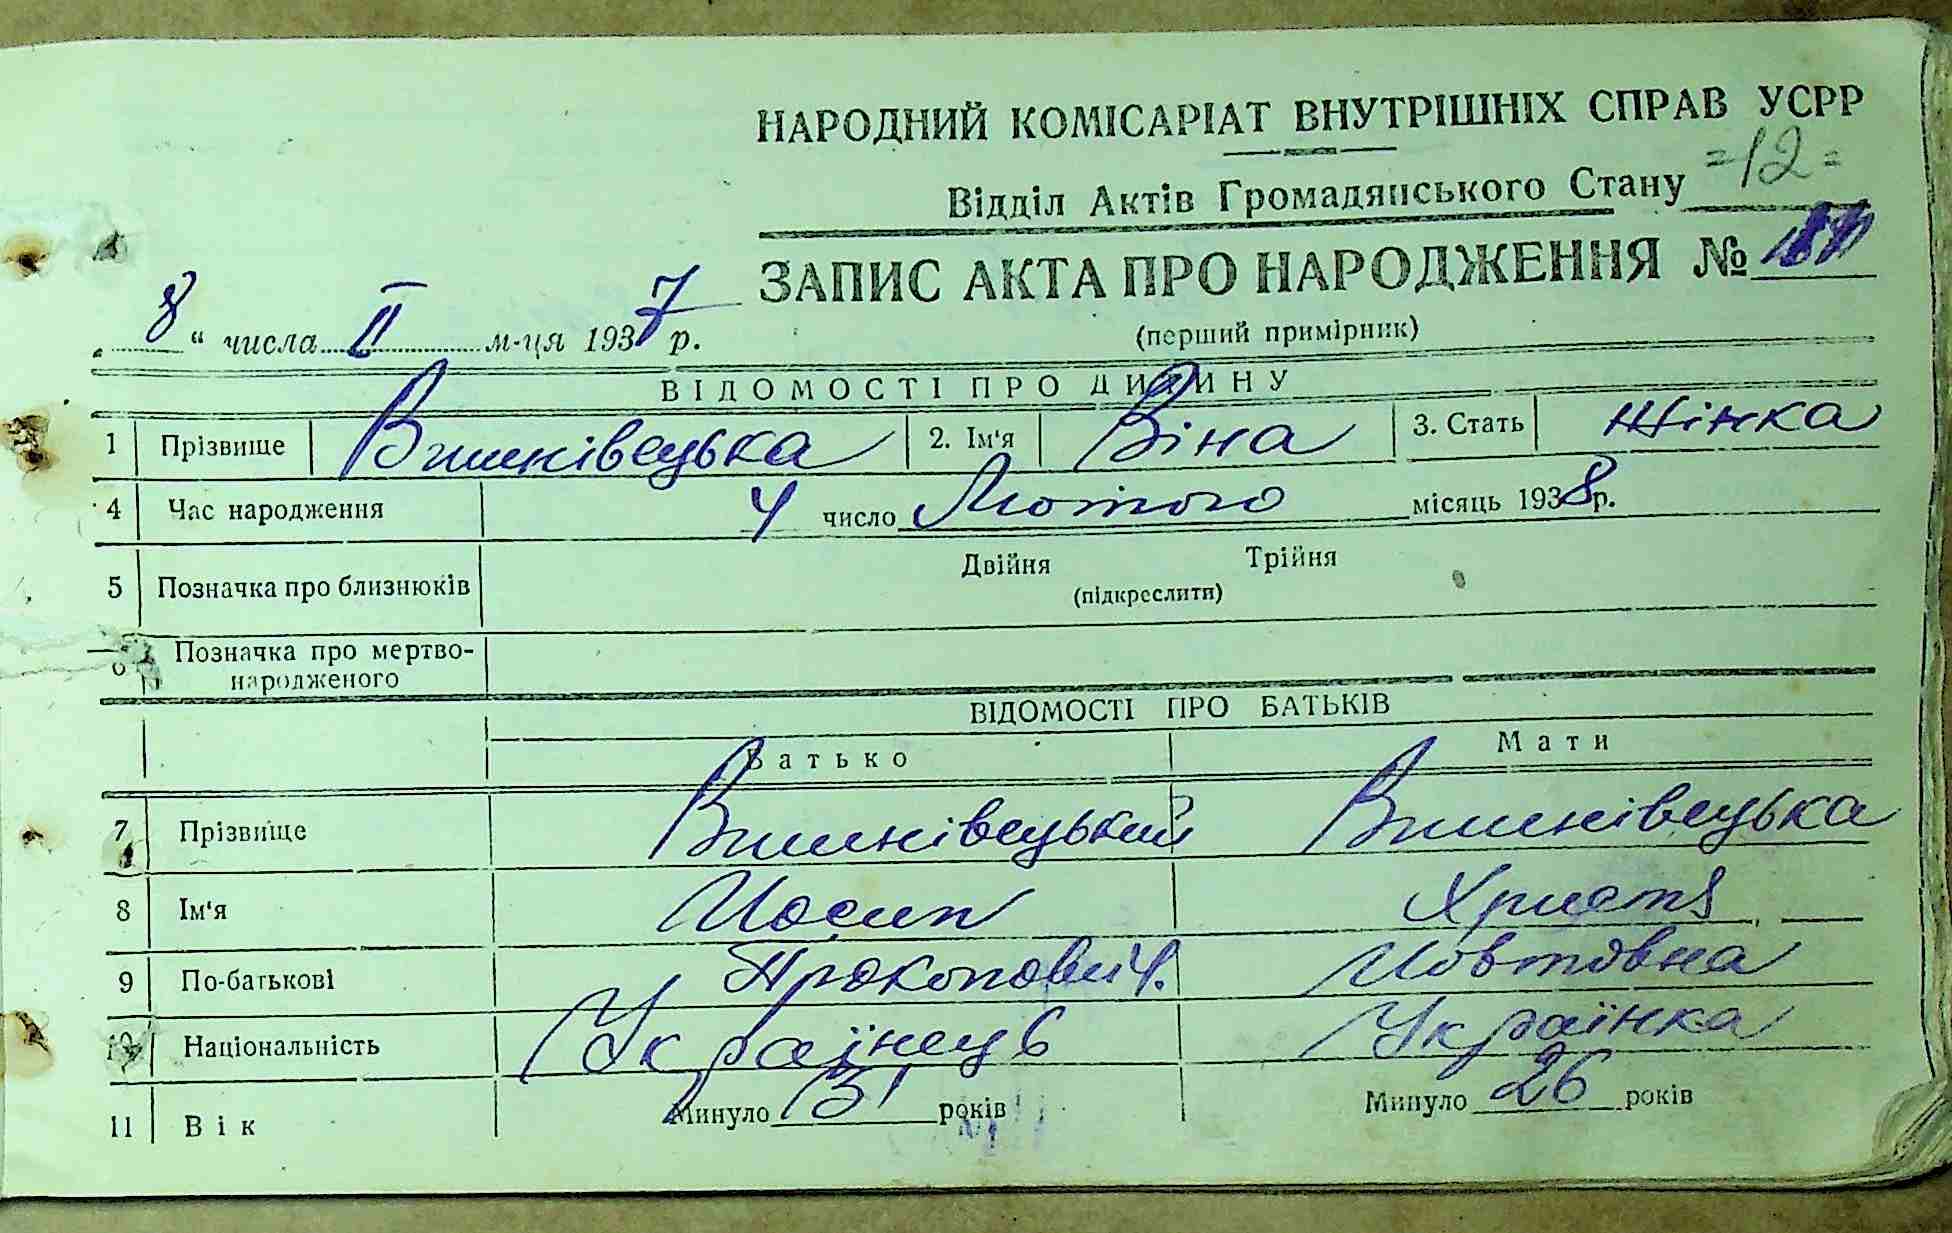 НАРОДНИЙ КОМІСАРІАТ ВНУТРІШНІХ СПРАВ УСРР
=12=
Відділ Актів Громадянського Стану
ЗАПИС АКТА ПРО НАРОДЖЕННЯ №
„ 8 “ числа II м-ця 1937 р.
(перший примірник)
ВІДОМОСТІ ПРО ДИТИНУ
1 Прізвище Вишнівецька 2. Ім'я Віна 3. Стать Жінка
4 Час народження 4 число Лютого місяць 1938 р.
5 Позначка про близнюків Двійня Трійня
(підкреслити)
6 Позначка про мертво-
народженого
ВІДОМОСТІ ПРО БАТЬКІВ
Батько Мати
7 Прізвище Вишнівецький Вишнівецька
8 Ім'я Иосип Христя
9 По-батькові Прокопович. Иовтовна
10 Національність Українець Українка
11 Вік Минуло 31 років Минуло 26 років